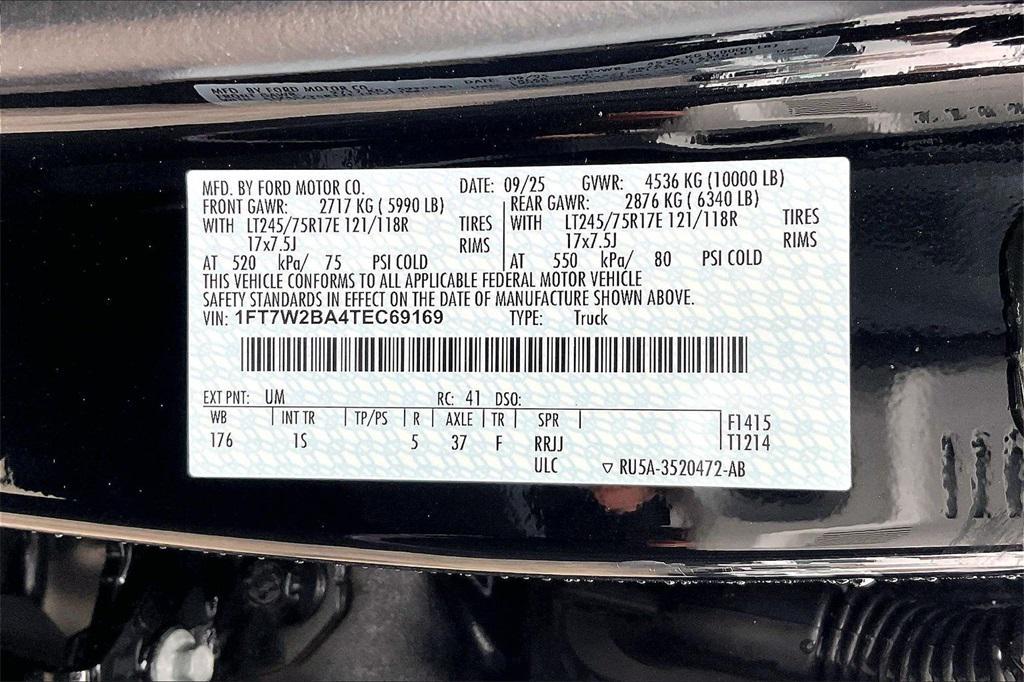 MFD. BY FORD MOTOR CO.
MFD. BY FORD MOTOR CO. DATE: 09/25 GVWR: 4536 KG (10000 LB)
FRONT GAWR: 2717 KG ( 5990 LB) REAR GAWR: 2876 KG ( 6340 LB)
WITH LT245/75R17E 121/118R TIRES WITH LT245/75R17E 121/118R TIRES
17x7.5J RIMS 17x7.5J RIMS
AT 520 kPa/ 75 PSI COLD AT 550 kPa/ 80 PSI COLD
THIS VEHICLE CONFORMS TO ALL APPLICABLE FEDERAL MOTOR VEHICLE
SAFETY STANDARDS IN EFFECT ON THE DATE OF MANUFACTURE SHOWN ABOVE.
VIN: 1FT7W2BA4TEC69169 TYPE: Truck
EXT PNT: UM RC: 41 DSO:
WB INT TR TP/PS R AXLE TR SPR F1415
176 1S 5 37 F RRJJ T1214
ULC ▽ RU5A-3520472-AB